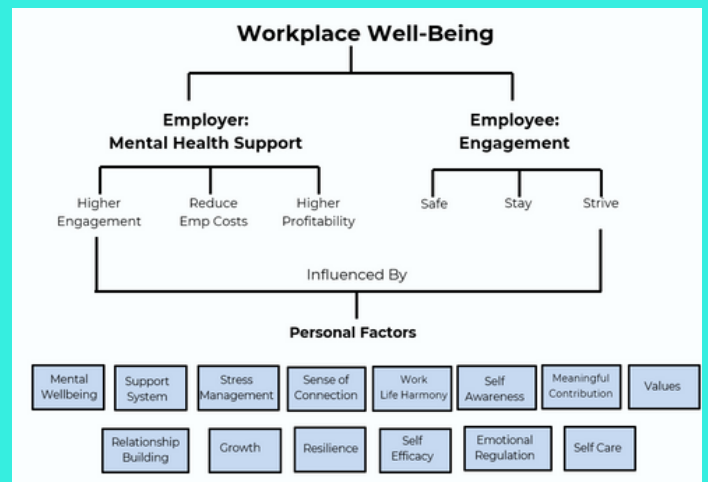 Workplace Well-Being
Employer:
Mental Health Support
Employee:
Engagement
Higher
Engagement
Reduce
Emp Costs
Higher
Profitability
Safe
Stay
Strive
Influenced By
Personal Factors
Mental
Wellbeing
Support
System
Stress
Management
Sense of
Connection
Work
Life Harmony
Self
Awareness
Meaningful
Contribution
Values
Relationship
Building
Growth
Resilience
Self
Efficacy
Emotional
Regulation
Self Care